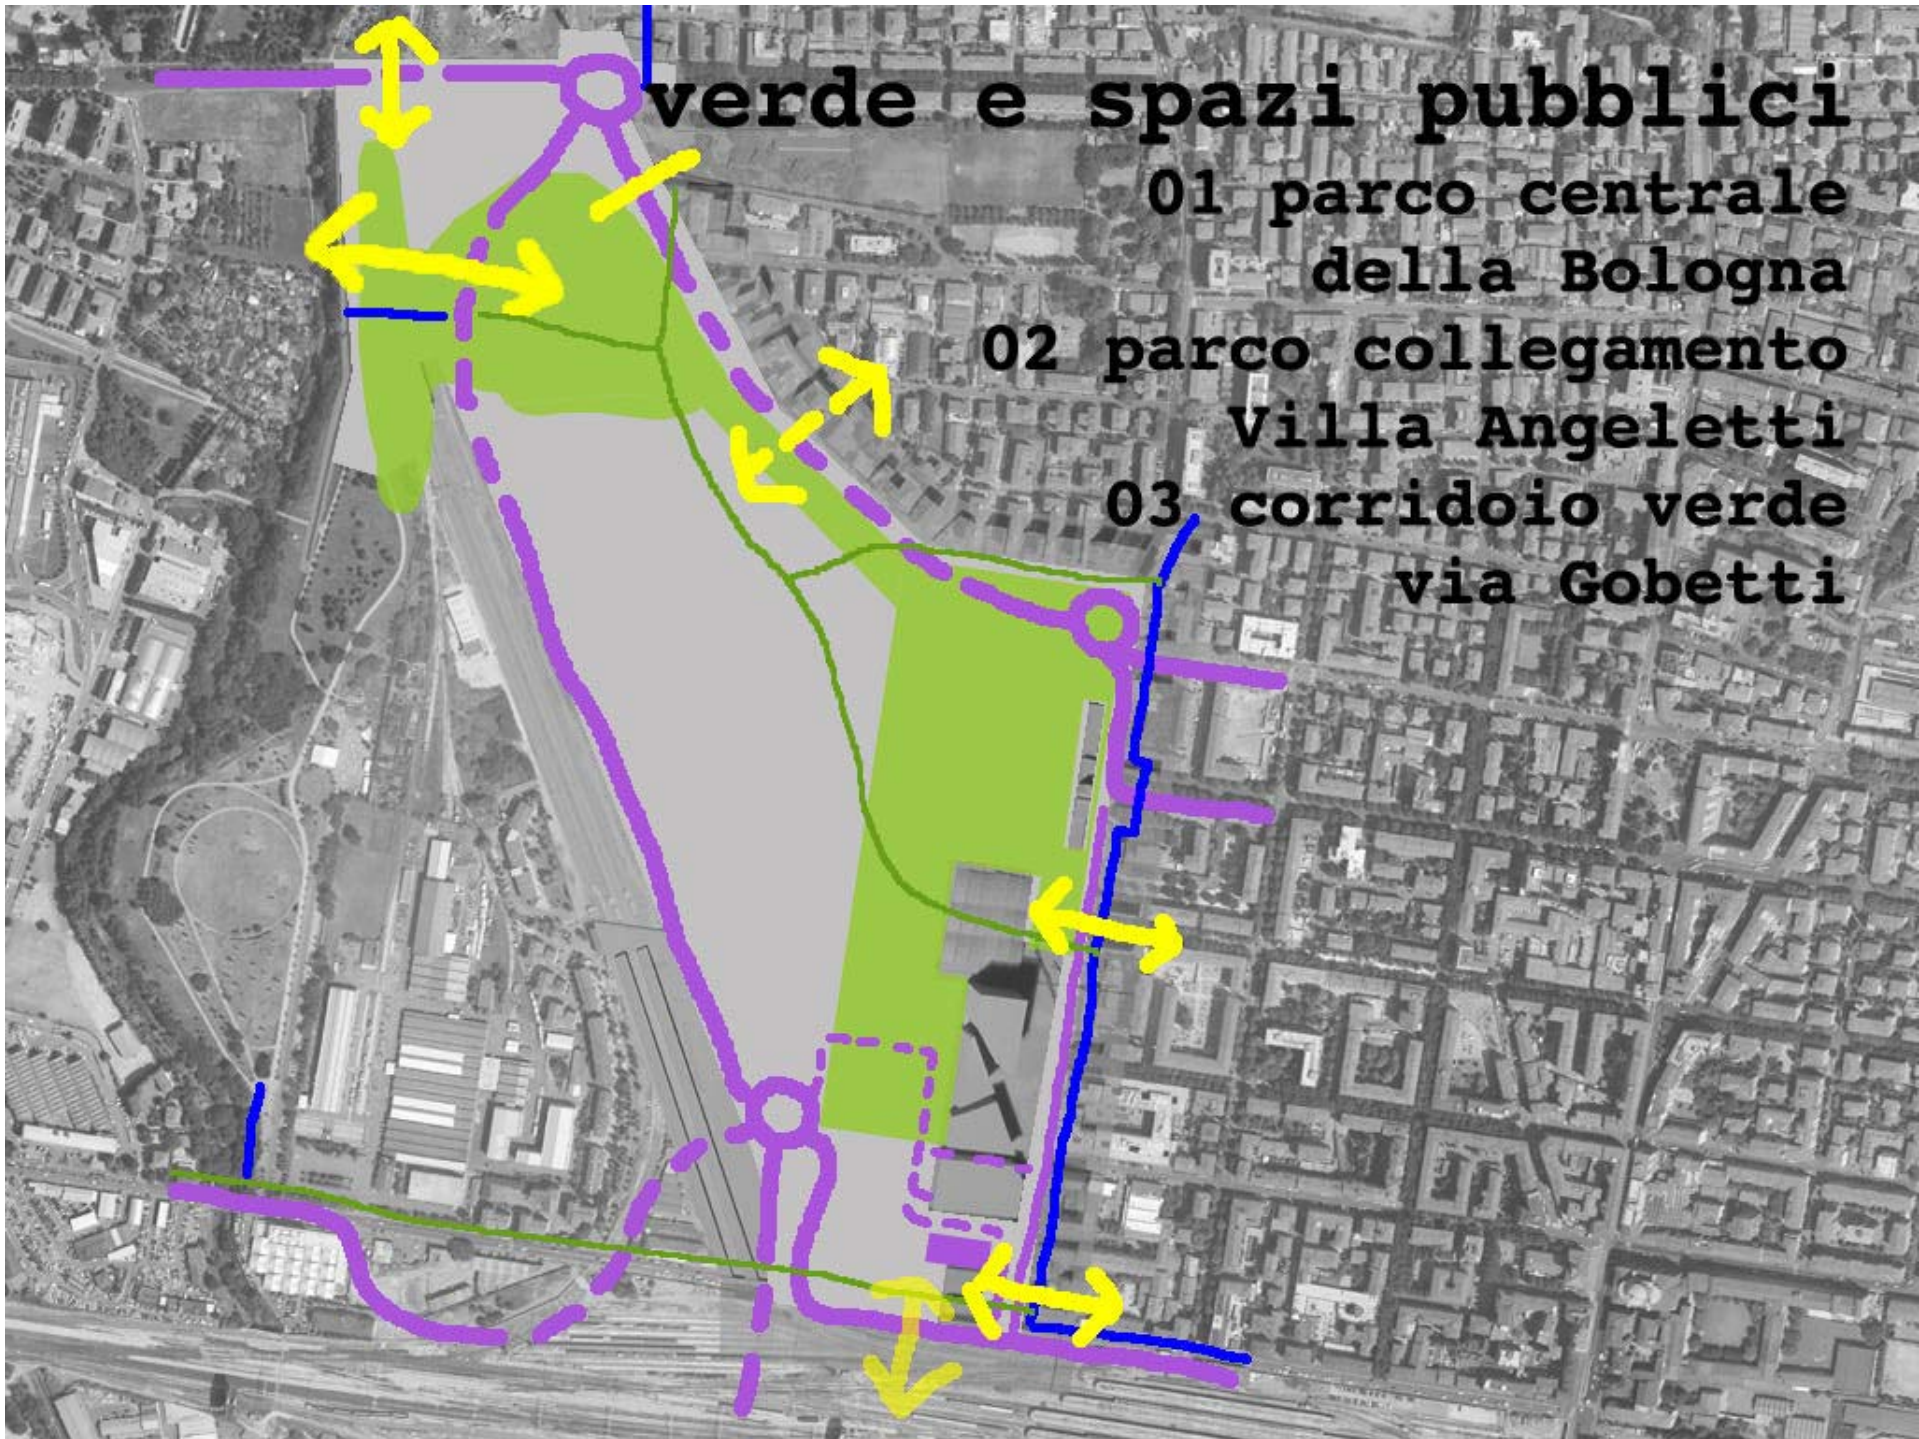 verde e spazi pubblici
01 parco centrale
della Bologna
02 parco collegamento
Villa Angeletti
03 corridoio verde
via Gobetti